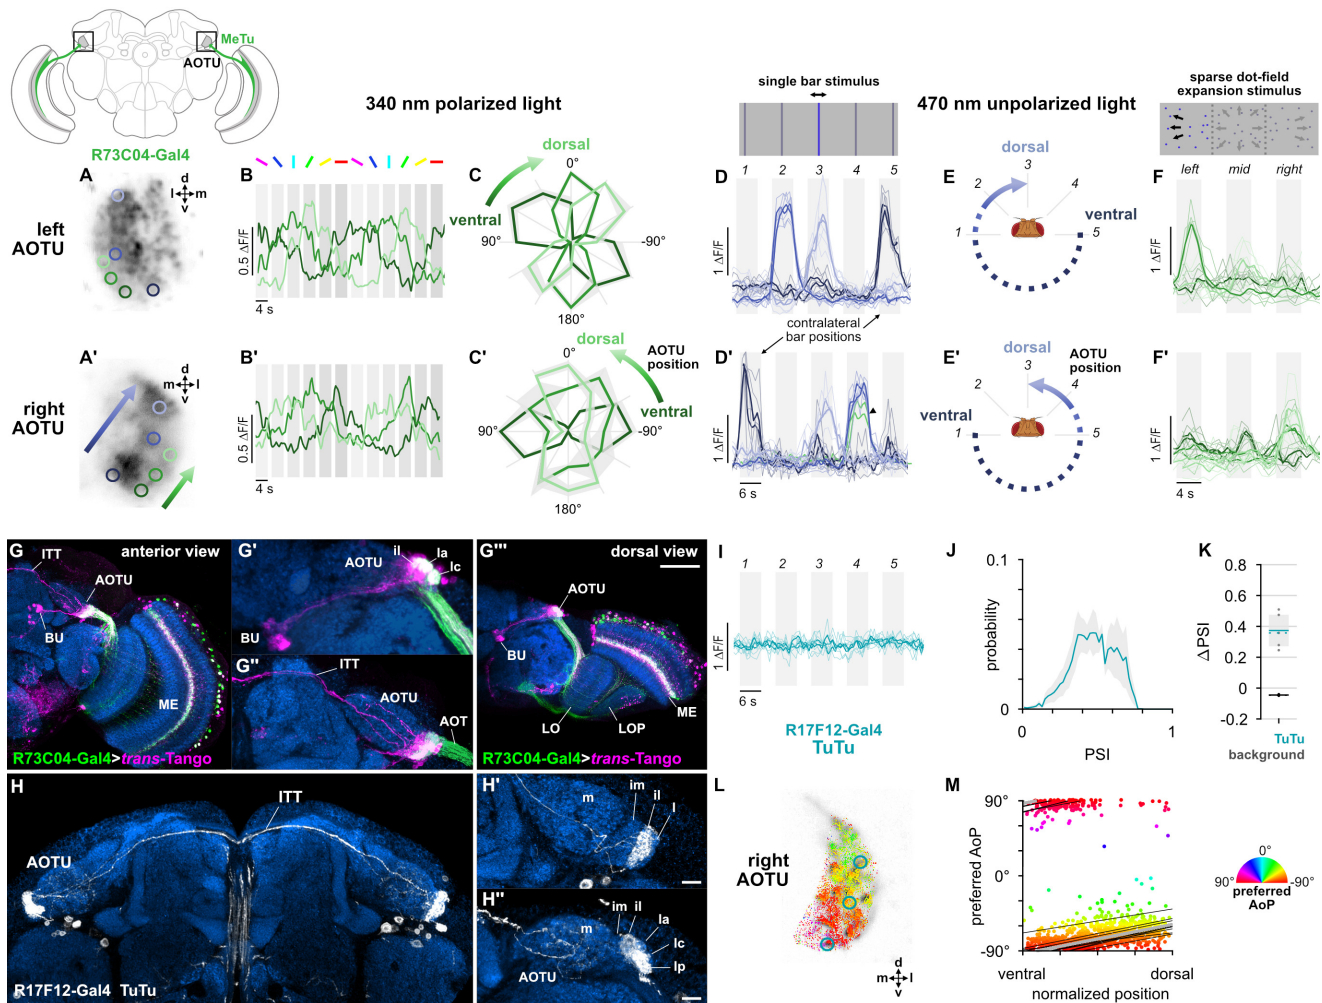 MeTu
AOTU
R73C04-Gal4
340 nm polarized light
single bar stimulus
470 nm unpolarized light
sparse dot-field
expansion stimulus
A
d
l m
v
left
AOTU
B
0.5 ΔF/F
4 s
C
dorsal
0°
ventral
90°
-90°
180°
D
1 2 3 4 5
1 ΔF/F
contralateral
bar positions
E
dorsal
3
2 4
ventral
1 5
F
left mid right
1 ΔF/F
A'
d
m l
v
right
AOTU
B'
0.5 ΔF/F
4 s
C'
dorsal
0°
AOTU
position
ventral
90°
-90°
180°
D'
1 ΔF/F
6 s
E'
dorsal
3
AOTU
position
2 4
ventral
1 5
F'
1 ΔF/F
4 s
G
anterior view
ITT
AOTU
BU
ME
R73C04-Gal4>trans-Tango
G'
il
la
lc
AOTU
BU
G''
ITT
AOTU
AOT
G'''
dorsal view
AOTU
BU
LO
LOP
ME
R73C04-Gal4>trans-Tango
H
ITT
AOTU
R17F12-Gal4 TuTu
H'
m
im
il
l
H''
m
im
il
la
lc
lp
AOTU
I
1 2 3 4 5
1 ΔF/F
6 s
R17F12-Gal4
TuTu
J
0.1
probability
0
0 1
PSI
K
0.8
0.6
0.4
0.2
0
-0.2
ΔPSI
TuTu
background
L
right
AOTU
d
m l
v
M
90°
0°
-90°
preferred AoP
ventral
dorsal
normalized position
0°
90°
-90°
preferred
AoP